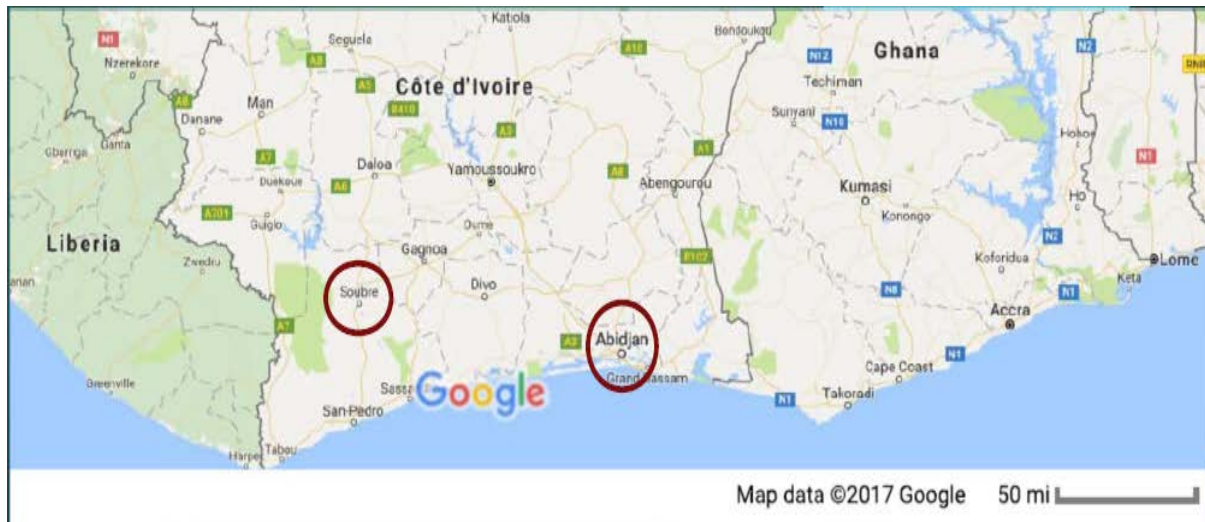 Katiola
Bondoukou
N1
Seguela
A10
N12
Ghana
N2
Nzerekore
A8
Techiman
Côte d'Ivoire
A5
A8
Man
B410
Sunyani
Danane
A3
N10
Hohoe
Ganta
Gbarnga
A7
Daloa
Yamoussoukro
A1
N1
A6
A8
Abengourou
Duekoue
Kumasi
Ho
A201
Guiglo
Konongo
Liberia
Oume
N2
Gagnoa
B102
Koforidua
Zwedru
Lome
Soubre
Divo
N8
Keta
N1
Accra
A7
A3
Abidjan
N1
Greenville
Sassa
Google
Grand-Bassam
Cape Coast
San-Pedro
N1
Takoradi
Harper
Tabou
Map data ©2017 Google 50 mi